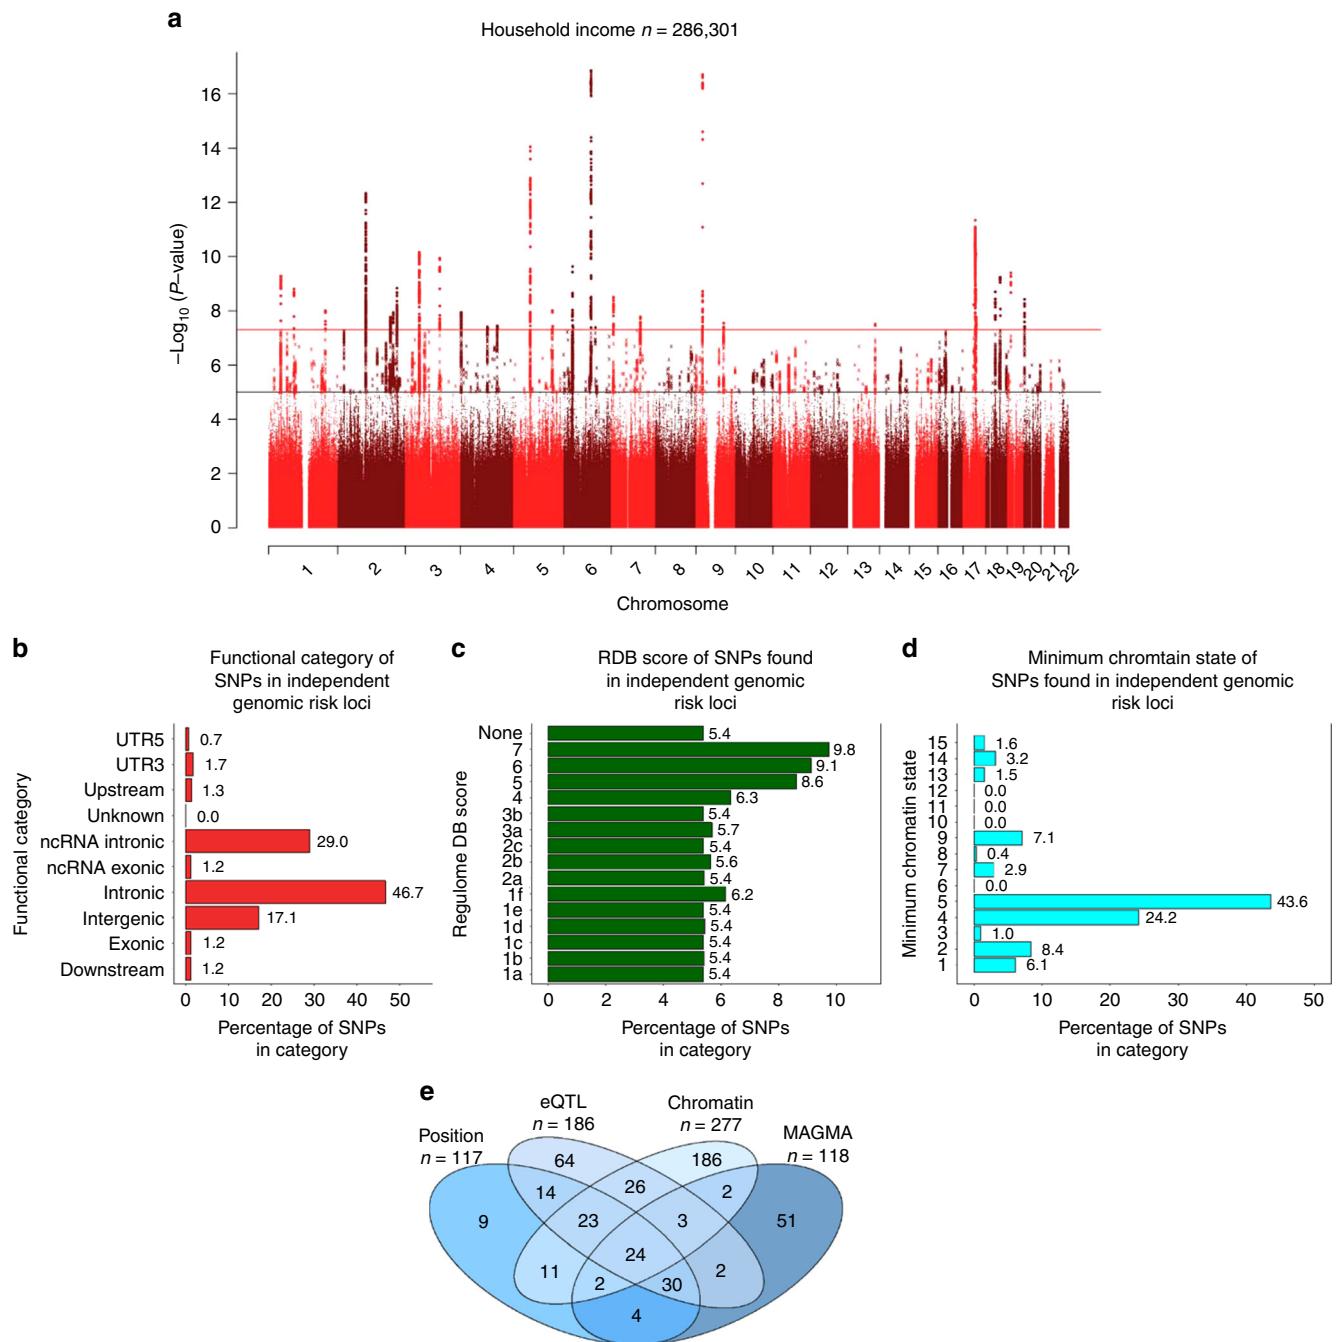 a
Household income n = 286,301
16
14
12
10
8
6
4
2
0
−Log10 (P−value)
1 2 3 4 5 6 7 8 9 10 11 12 13 14 15 16 17 18 19 20 21 22
Chromosome
b
Functional category of
SNPs in independent
genomic risk loci
Functional category
UTR5 0.7
UTR3 1.7
Upstream 1.3
Unknown 0.0
ncRNA intronic 29.0
ncRNA exonic 1.2
Intronic 46.7
Intergenic 17.1
Exonic 1.2
Downstream 1.2
0 10 20 30 40 50
Percentage of SNPs
in category
c
RDB score of SNPs found
in independent genomic
risk loci
Regulome DB score
None 5.4
7 9.8
6 9.1
5 8.6
4 6.3
3b 5.4
3a 5.7
2c 5.4
2b 5.6
2a 5.4
1f 6.2
1e 5.4
1d 5.4
1c 5.4
1b 5.4
1a 5.4
0 2 4 6 8 10
Percentage of SNPs
in category
d
Minimum chromtain state of
SNPs found in independent genomic
risk loci
Minimum chromatin state
15 1.6
14 3.2
13 1.5
12 0.0
11 0.0
10 0.0
9 7.1
8 0.4
7 2.9
6 0.0
5 43.6
4 24.2
3 1.0
2 8.4
1 6.1
0 10 20 30 40 50
Percentage of SNPs
in category
e
Position
n = 117
eQTL
n = 186
Chromatin
n = 277
MAGMA
n = 118
64 186
14 26 2
9 23 3 51
24
11 2 30 2
4